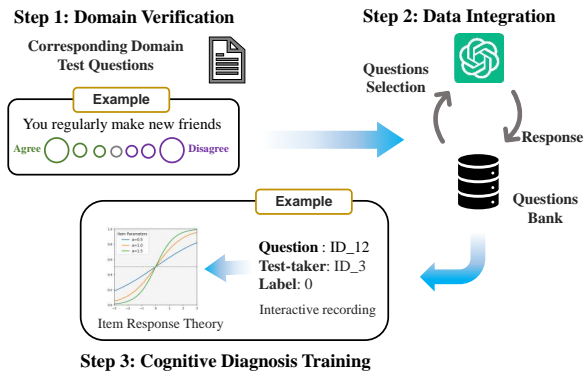 Step 1: Domain Verification
Corresponding Domain
Test Questions
Example
You regularly make new friends
Agree
Disagree
Step 2: Data Integration
Questions
Selection
Response
Questions
Bank
Example
Item Parameters
a=0.5
a=1.0
a=1.5
Question : ID_12
Test-taker: ID_3
Label: 0
Interactive recording
Item Response Theory
Step 3: Cognitive Diagnosis Training